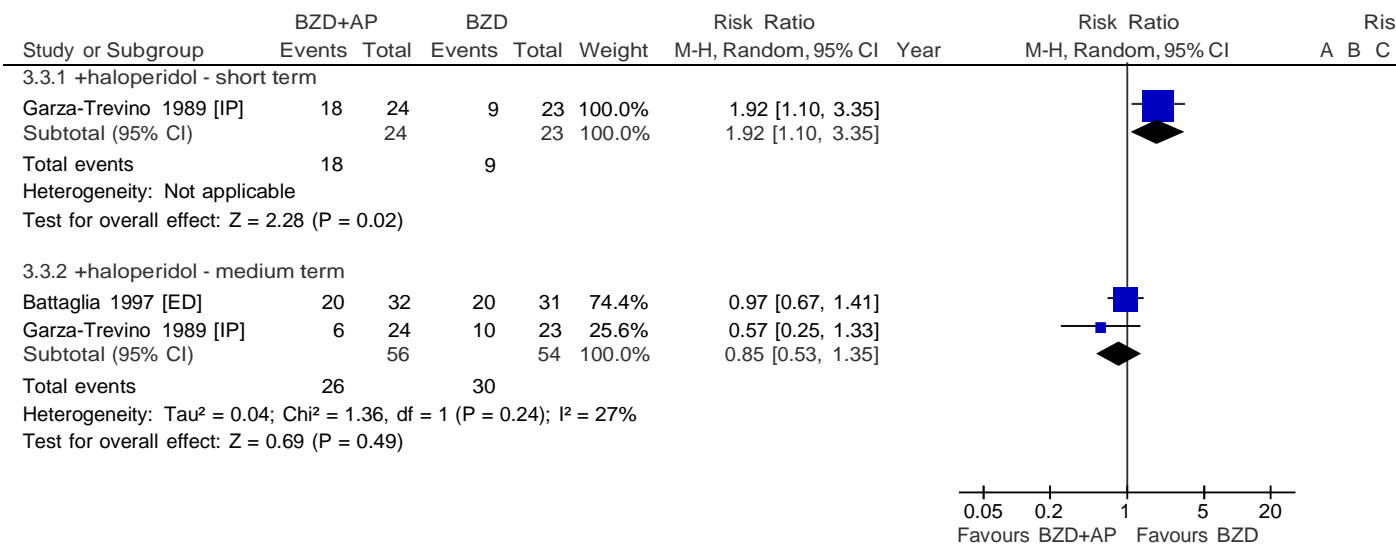 BZD+AP BZD Risk Ratio Risk Ratio Ris
Study or Subgroup Events Total Events Total Weight M-H, Random, 95% CI Year M-H, Random, 95% CI A B C
3.3.1 +haloperidol - short term
Garza-Trevino 1989 [IP] 18 24 9 23 100.0% 1.92 [1.10, 3.35]
Subtotal (95% CI) 24 23 100.0% 1.92 [1.10, 3.35]
Total events 18 9
Heterogeneity: Not applicable
Test for overall effect: Z = 2.28 (P = 0.02)
3.3.2 +haloperidol - medium term
Battaglia 1997 [ED] 20 32 20 31 74.4% 0.97 [0.67, 1.41]
Garza-Trevino 1989 [IP] 6 24 10 23 25.6% 0.57 [0.25, 1.33]
Subtotal (95% CI) 56 54 100.0% 0.85 [0.53, 1.35]
Total events 26 30
Heterogeneity: Tau² = 0.04; Chi² = 1.36, df = 1 (P = 0.24); I² = 27%
Test for overall effect: Z = 0.69 (P = 0.49)
0.05 0.2 1 5 20
Favours BZD+AP Favours BZD